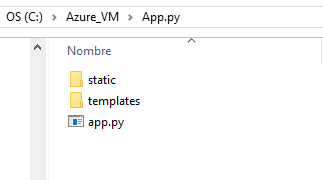 OS (C:) > Azure_VM > App.py
Nombre
static
templates
app.py